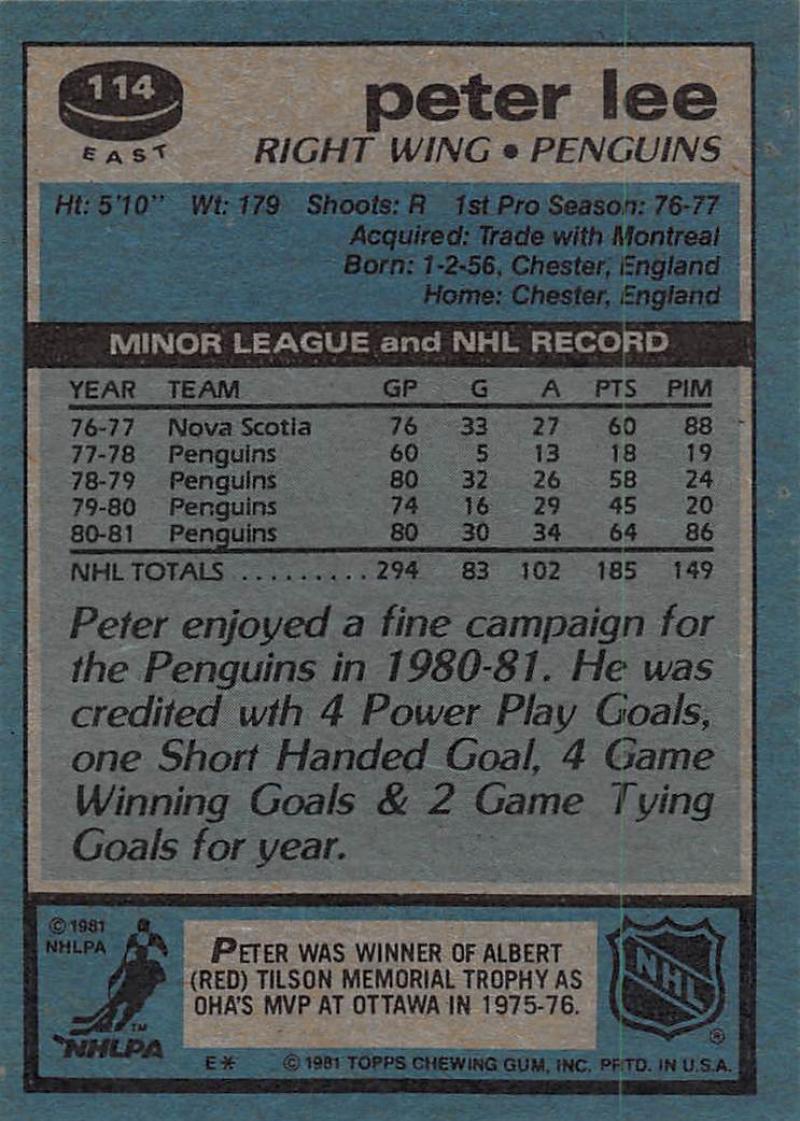 114
EAST
peter lee
RIGHT WING • PENGUINS
Ht: 5'10" Wt: 179 Shoots: R 1st Pro Season: 76-77
Acquired: Trade with Montreal
Born: 1-2-56, Chester, England
Home: Chester, England
MINOR LEAGUE and NHL RECORD
YEAR TEAM GP G A PTS PIM
76-77 Nova Scotia 76 33 27 60 88
77-78 Penguins 60 5 13 18 19
78-79 Penguins 80 32 26 58 24
79-80 Penguins 74 16 29 45 20
80-81 Penguins 80 30 34 64 86
NHL TOTALS .......... 294 83 102 185 149
Peter enjoyed a fine campaign for
the Penguins in 1980-81. He was
credited wth 4 Power Play Goals,
one Short Handed Goal, 4 Game
Winning Goals & 2 Game Tying
Goals for year.
© 1981
NHLPA
TM
NHLPA
PETER WAS WINNER OF ALBERT
(RED) TILSON MEMORIAL TROPHY AS
OHA'S MVP AT OTTAWA IN 1975-76.
NHL
®
E* © 1981 TOPPS CHEWING GUM, INC. PRTD. IN U.S.A.